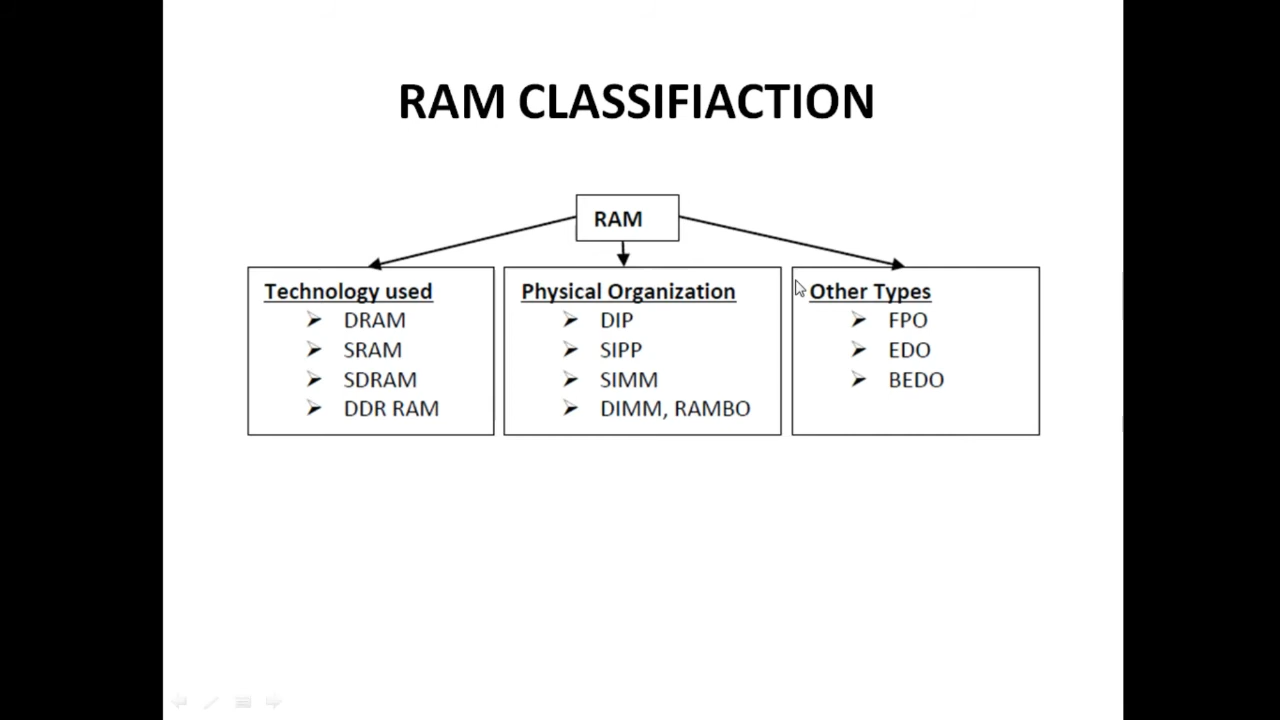 RAM CLASSIFIACTION
RAM
Technology used
DRAM
SRAM
SDRAM
DDR RAM
Physical Organization
DIP
SIPP
SIMM
DIMM, RAMBO
Other Types
FPO
EDO
BEDO